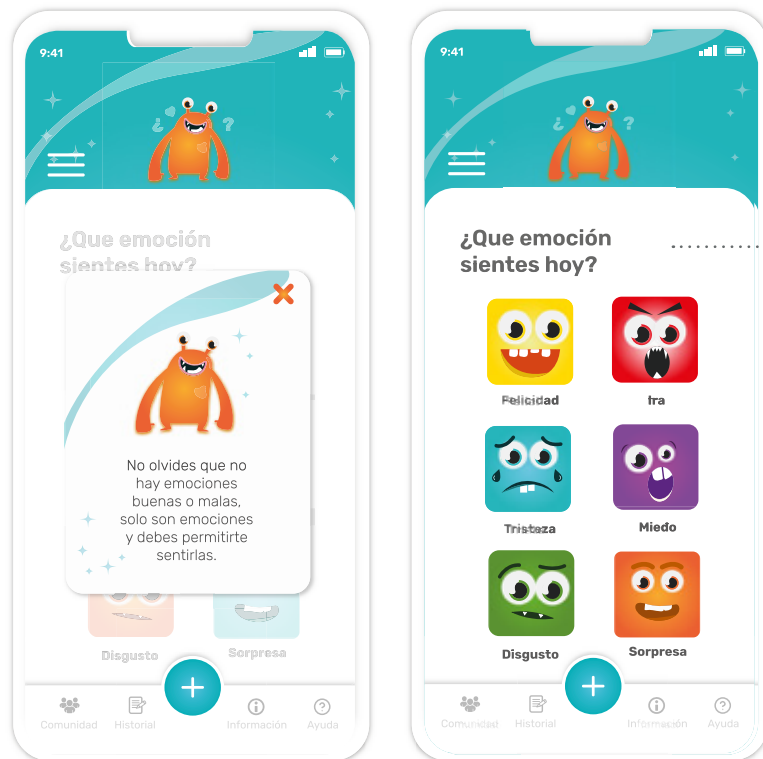 9:41
¿ ?
¿Que emoción
sientes hoy?
No olvides que no
hay emociones
buenas o malas,
solo son emociones
y debes permitirte
sentirlas.
Disgusto
Sorpresa
Comunidad
Historial
Información
Ayuda
9:41
¿ ?
¿Que emoción
sientes hoy?
Felicidad
Ira
Tristeza
Miedo
Disgusto
Sorpresa
Comunidad
Historial
Información
Ayuda